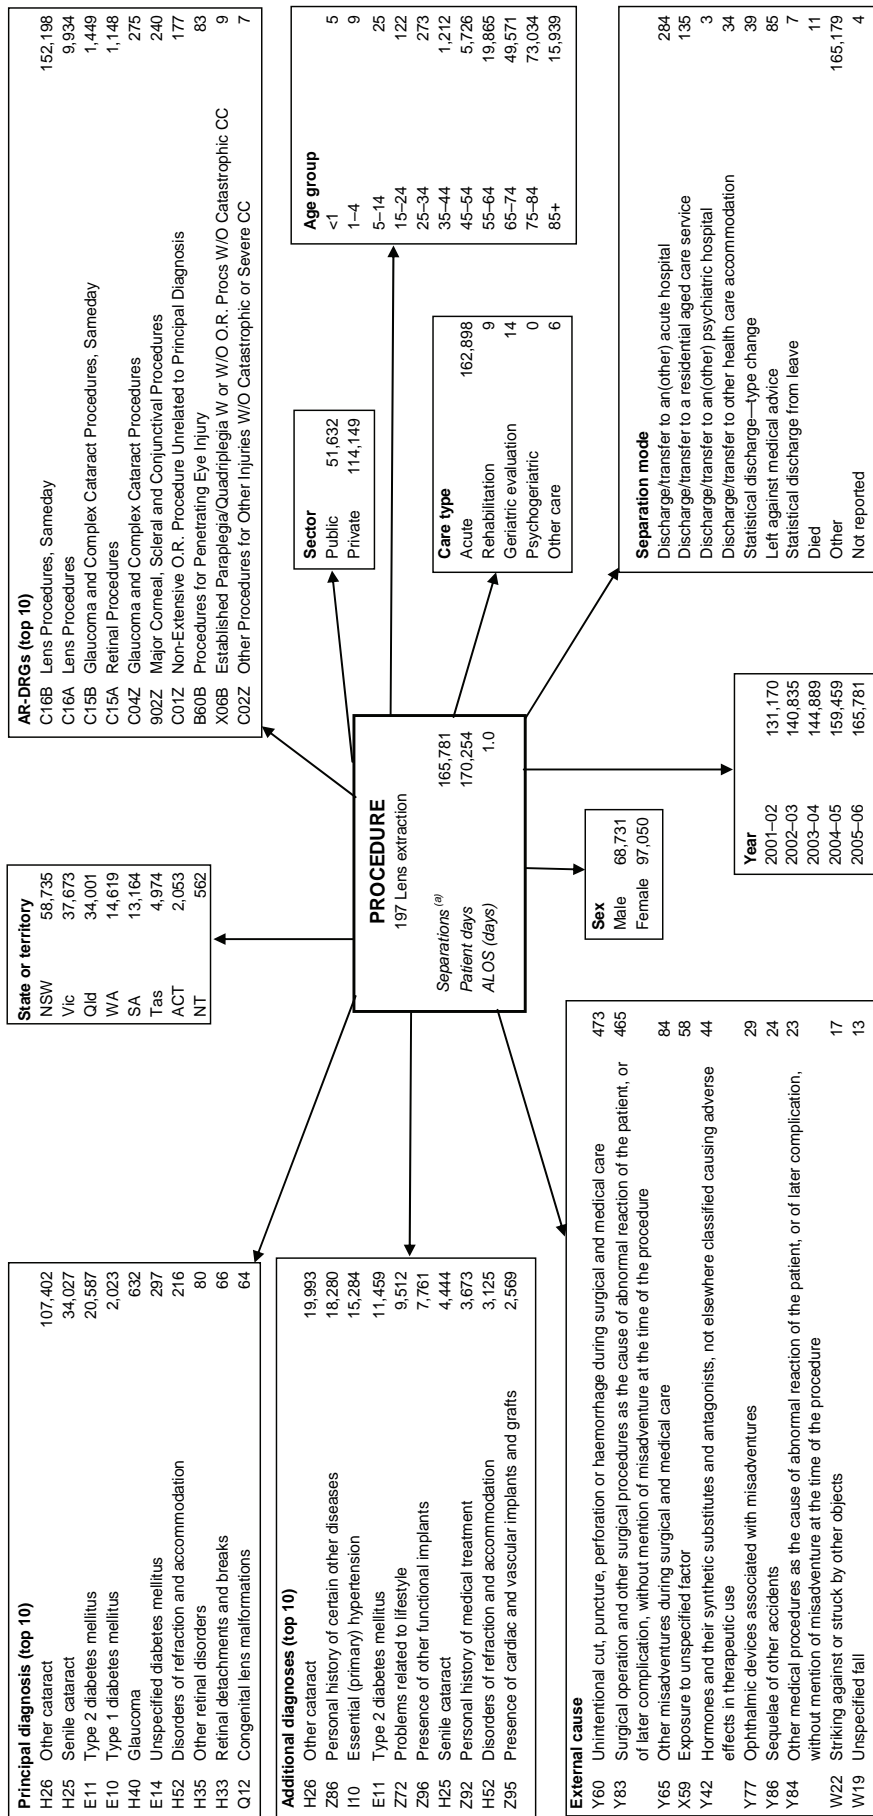 Principal diagnosis (top 10)
H26 Other cataract 107,402
H25 Senile cataract 34,027
E11 Type 2 diabetes mellitus 20,587
E10 Type 1 diabetes mellitus 2,023
H40 Glaucoma 632
E14 Unspecified diabetes mellitus 297
H52 Disorders of refraction and accommodation 216
H35 Other retinal disorders 80
H33 Retinal detachments and breaks 66
Q12 Congenital lens malformations 64
State or territory
NSW 58,735
Vic 37,673
Qld 34,001
WA 14,619
SA 13,164
Tas 4,974
ACT 2,053
NT 562
AR-DRGs (top 10)
C16B Lens Procedures, Sameday 152,198
C16A Lens Procedures 9,934
C15B Glaucoma and Complex Cataract Procedures, Sameday 1,449
C15A Retinal Procedures 1,148
C04Z Glaucoma and Complex Cataract Procedures 275
902Z Major Corneal, Scleral and Conjunctival Procedures 240
C01Z Non-Extensive O.R. Procedure Unrelated to Principal Diagnosis 177
B60B Procedures for Penetrating Eye Injury 83
X06B Established Paraplegia/Quadriplegia W or W/O O.R. Procs W/O Catastrophic CC 9
C02Z Other Procedures for Other Injuries W/O Catastrophic or Severe CC 7
Additional diagnoses (top 10)
H26 Other cataract 19,993
Z86 Personal history of certain other diseases 18,280
I10 Essential (primary) hypertension 15,284
E11 Type 2 diabetes mellitus 11,459
Z72 Problems related to lifestyle 9,512
Z96 Presence of other functional implants 7,761
H25 Senile cataract 4,444
Z92 Personal history of medical treatment 3,673
H52 Disorders of refraction and accommodation 3,125
Z95 Presence of cardiac and vascular implants and grafts 2,569
PROCEDURE
197 Lens extraction
Separations (a) 165,781
Patient days 170,254
ALOS (days) 1.0
Sector
Public 51,632
Private 114,149
Age group
<1 5
1–4 9
5–14 25
15–24 122
25–34 273
35–44 1,212
45–54 5,726
55–64 19,865
65–74 49,571
75–84 73,034
85+ 15,939
Care type
Acute 162,898
Rehabilitation 9
Geriatric evaluation 14
Psychogeriatric 0
Other care 6
External cause
Y60 Unintentional cut, puncture, perforation or haemorrhage during surgical and medical care 473
Y83 Surgical operation and other surgical procedures as the cause of abnormal reaction of the patient, or 465
of later complication, without mention of misadventure at the time of the procedure
Y65 Other misadventures during surgical and medical care 84
X59 Exposure to unspecified factor 58
Y42 Hormones and their synthetic substitutes and antagonists, not elsewhere classified causing adverse 44
effects in therapeutic use
Y77 Ophthalmic devices associated with misadventures 29
Y86 Sequelae of other accidents 24
Y84 Other medical procedures as the cause of abnormal reaction of the patient, or of later complication, 23
without mention of misadventure at the time of the procedure
W22 Striking against or struck by other objects 17
W19 Unspecified fall 13
Sex
Male 68,731
Female 97,050
Year
2001–02 131,170
2002–03 140,835
2003–04 144,889
2004–05 159,459
2005–06 165,781
Separation mode
Discharge/transfer to an(other) acute hospital 284
Discharge/transfer to a residential aged care service 135
Discharge/transfer to an(other) psychiatric hospital 3
Discharge/transfer to other health care accommodation 34
Statistical discharge—type change 39
Left against medical advice 85
Statistical discharge from leave 7
Died 11
Other 165,179
Not reported 4